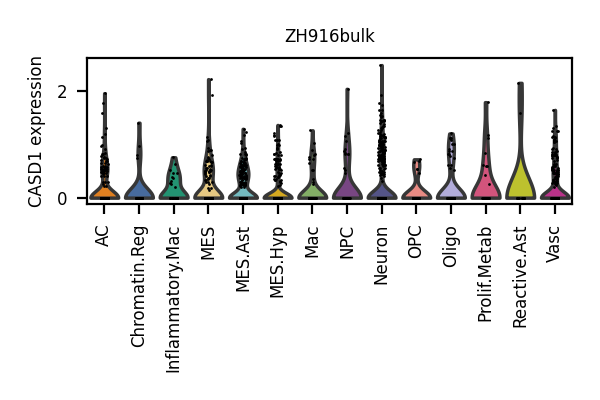 ZH916bulk
CASD1 expression
2
0
AC
Chromatin.Reg
Inflammatory.Mac
MES
MES.Ast
MES.Hyp
Mac
NPC
Neuron
OPC
Oligo
Prolif.Metab
Reactive.Ast
Vasc